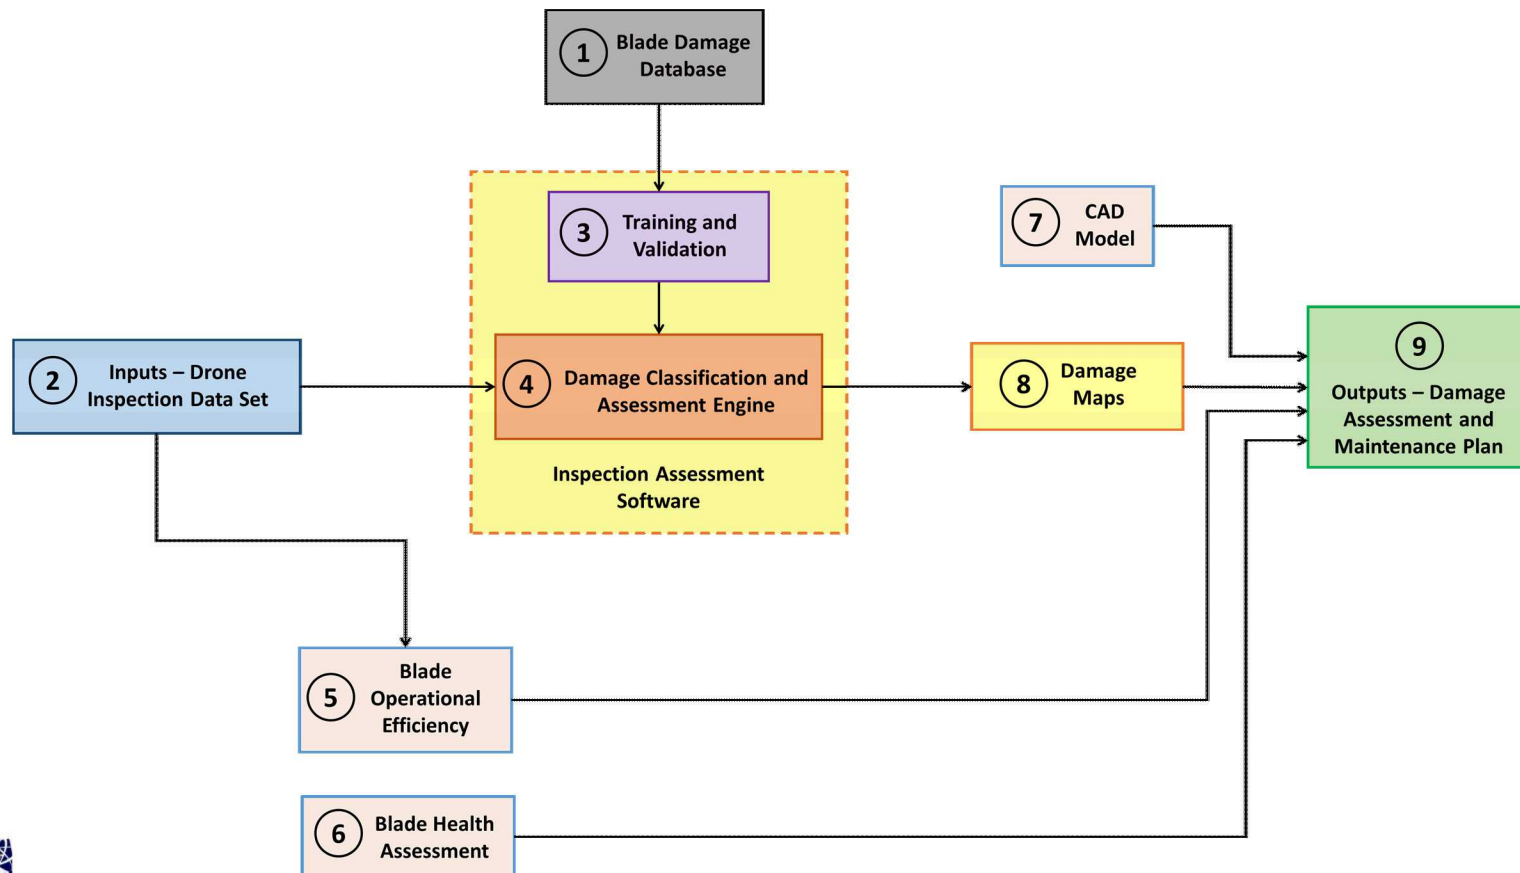 1
Blade Damage
Database
3
Training and
Validation
7
CAD
Model
2
Inputs – Drone
Inspection Data Set
4
Damage Classification and
Assessment Engine
8
Damage
Maps
9
Outputs – Damage
Assessment and
Maintenance Plan
Inspection Assessment
Software
5
Blade
Operational
Efficiency
6
Blade Health
Assessment